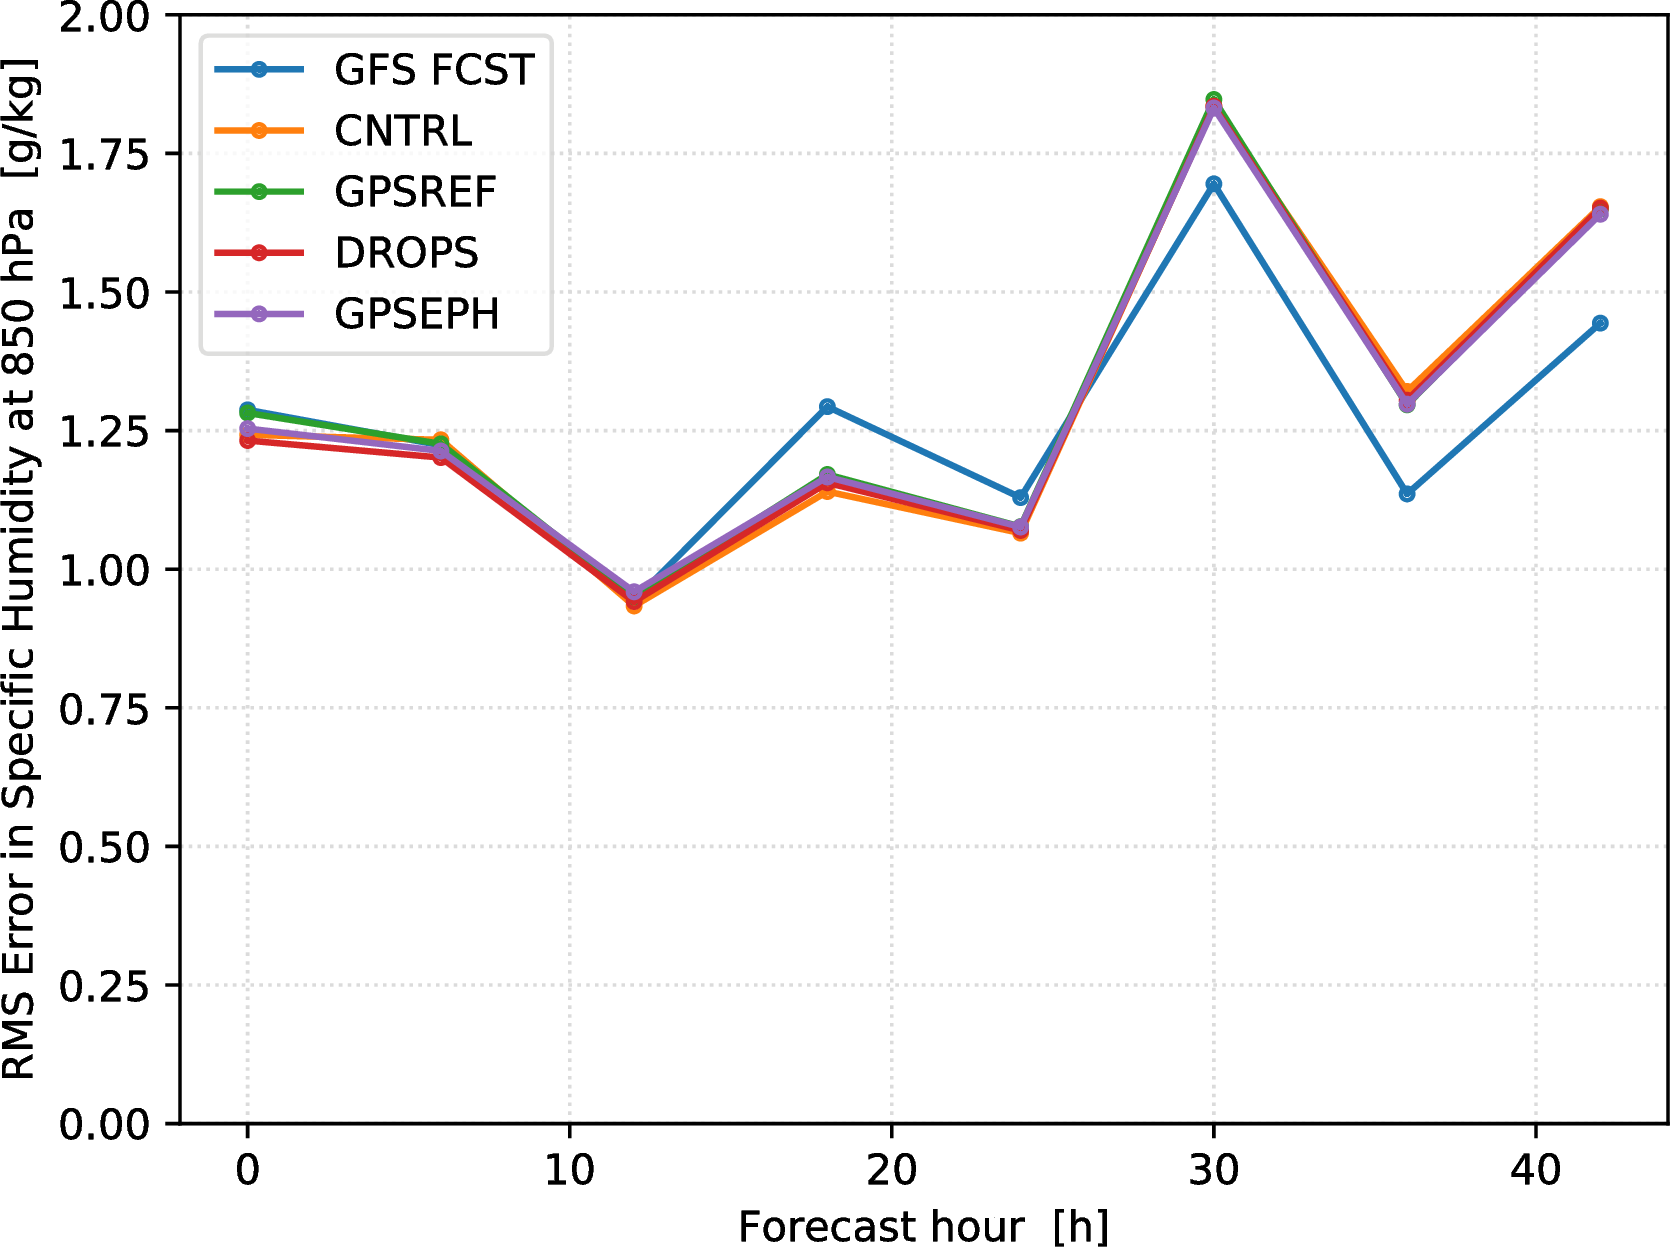 RMS Error in Specific Humidity at 850 hPa [g/kg]
2.00
1.75
1.50
1.25
1.00
0.75
0.50
0.25
0.00
GFS FCST
CNTRL
GPSREF
DROPS
GPSEPH
0 10 20 30 40
Forecast hour [h]